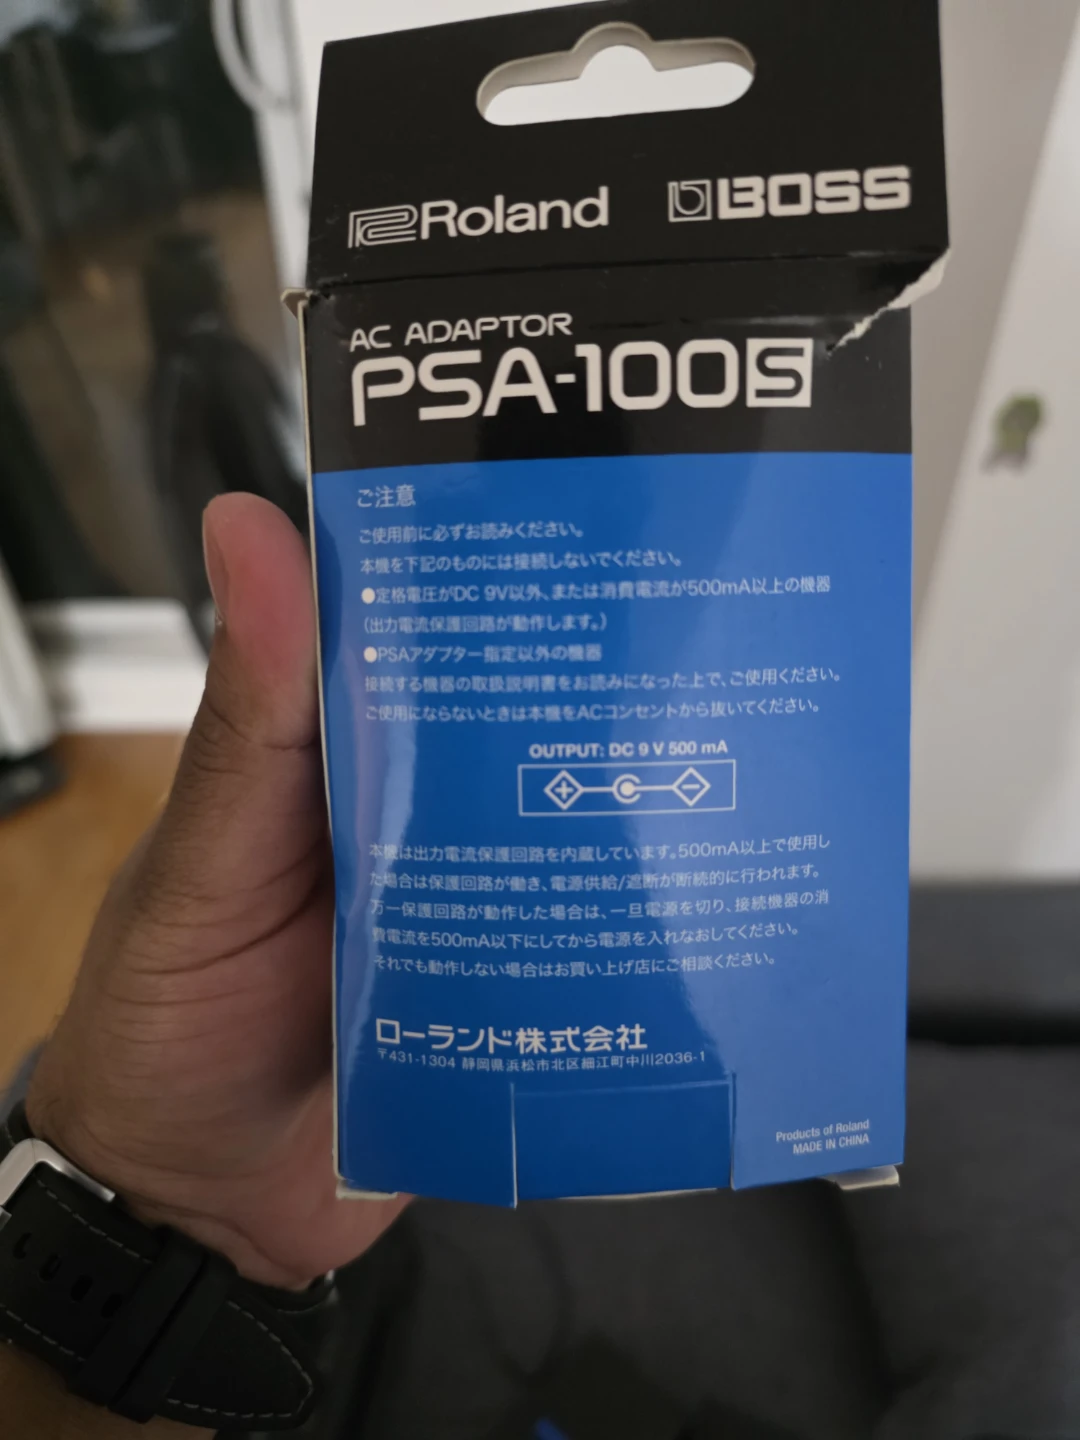 Roland
BOSS
AC ADAPTOR
PSA-100S
ご注意
ご使用前に必ずお読みください。
本機を下記のものには接続しないでください。
●定格電圧がDC 9V以外、または消費電流が500mA以上の機器
(出力電流保護回路が動作します。)
●PSAアダプター指定以外の機器
接続する機器の取扱説明書をお読みになった上で、ご使用ください。
ご使用にならないときは本機をACコンセントから抜いてください。
OUTPUT: DC 9 V 500 mA
本機は出力電流保護回路を内蔵しています。500mA以上で使用し
た場合は保護回路が働き、電源供給/遮断が断続的に行われます。
万一保護回路が動作した場合は、一旦電源を切り、接続機器の消
費電流を500mA以下にしてから電源を入れなおしてください。
それでも動作しない場合はお買い上げ店にご相談ください。
ローランド株式会社
〒431-1304 静岡県浜松市北区細江町中川2036-1
Products of Roland
MADE IN CHINA